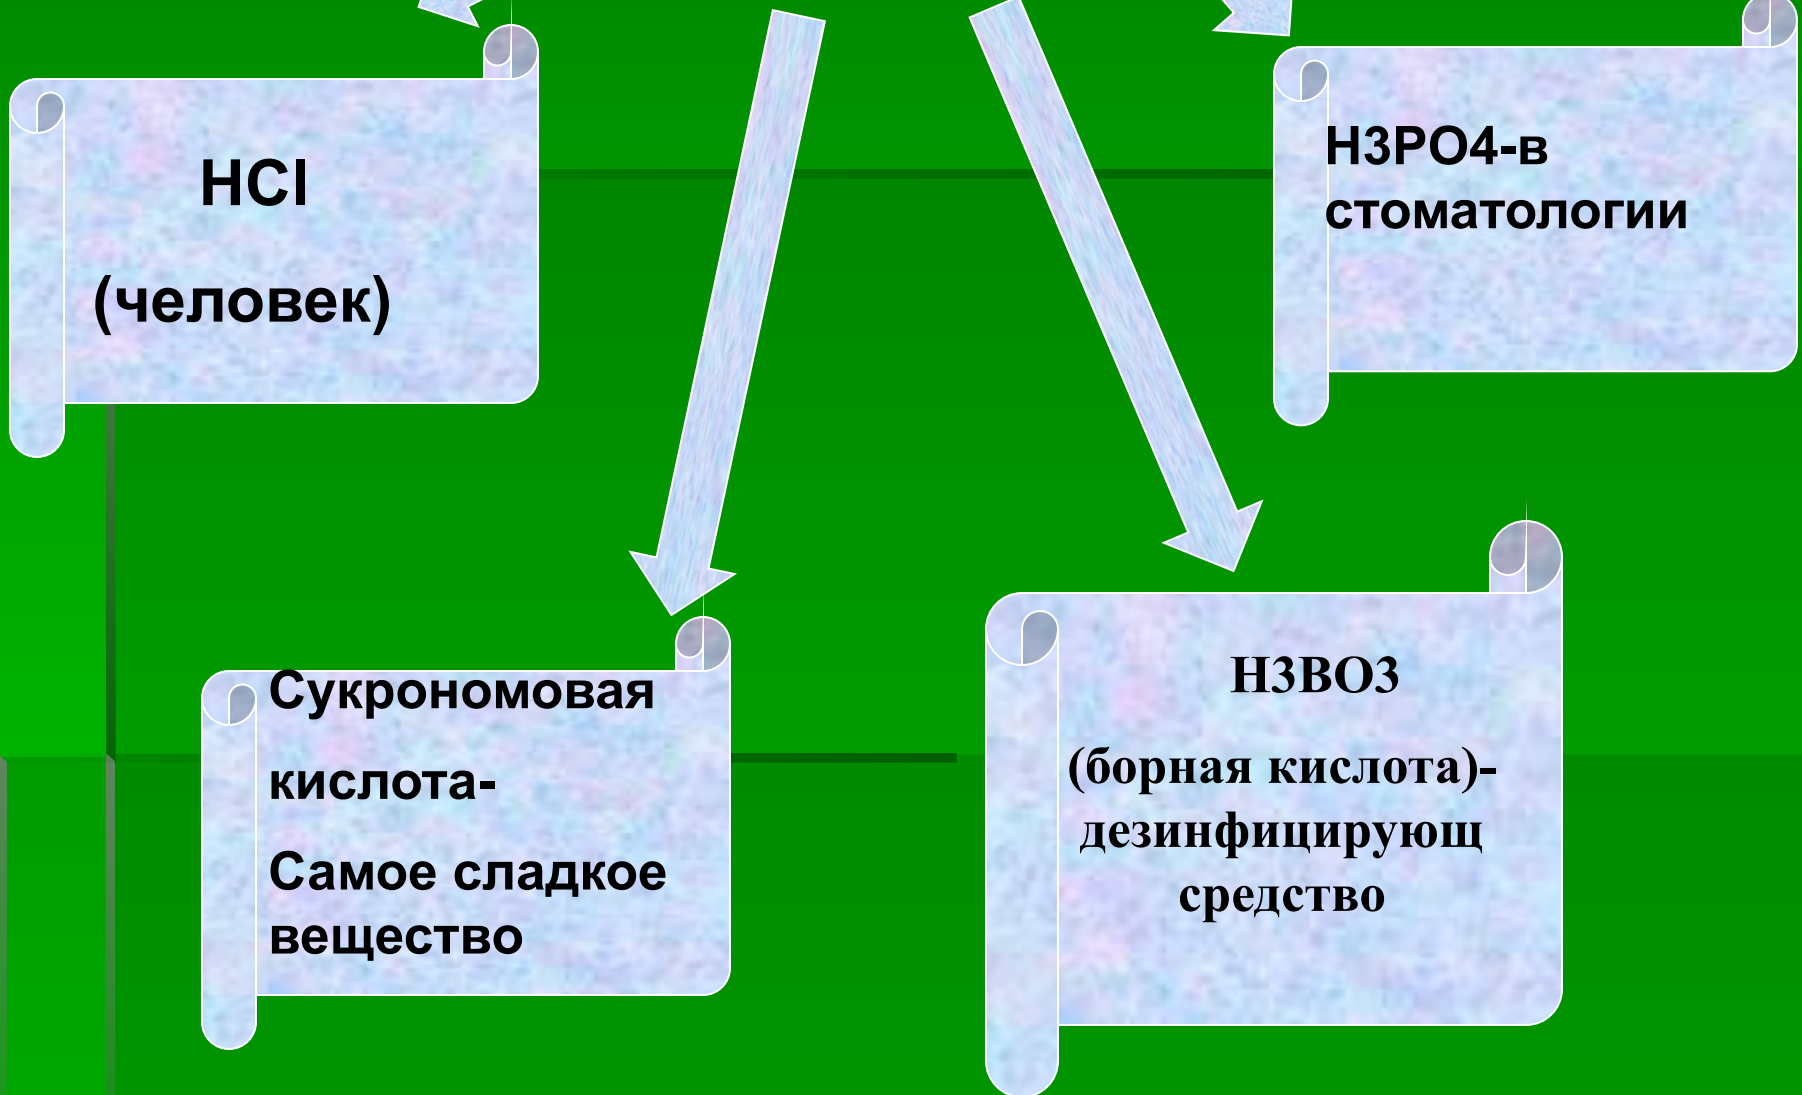 HCl
(человек)
H3PO4-в
стоматологии
Сукрономовая
кислота-
Самое сладкое
вещество
H3BO3
(борная кислота)-
дезинфицирующ
средство